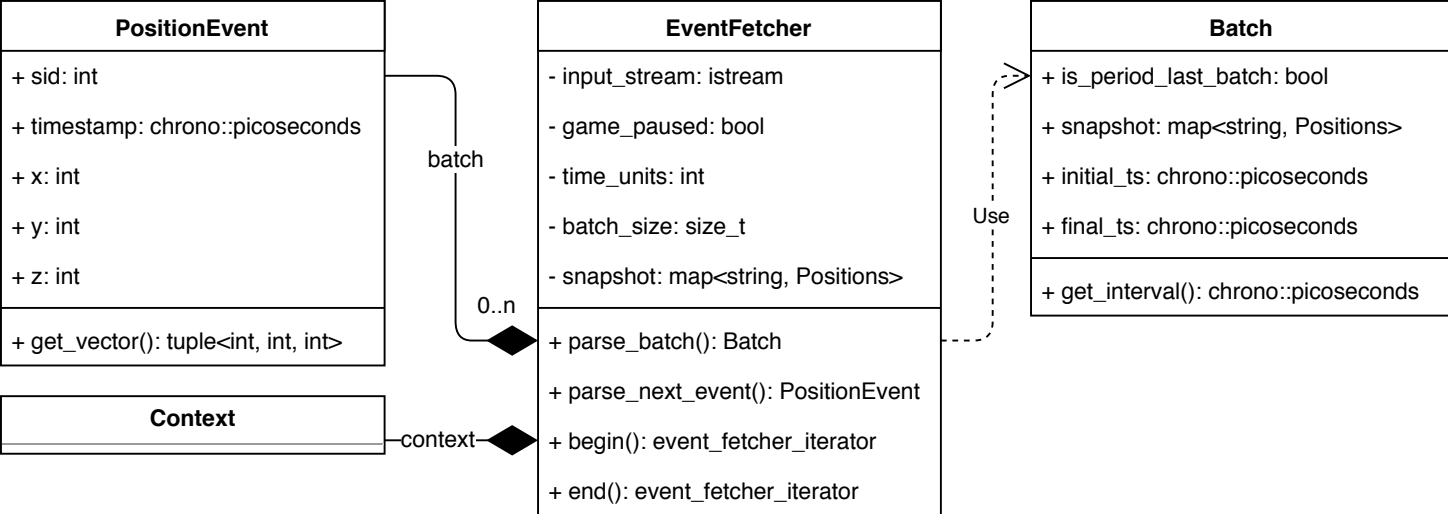 PositionEvent
+ sid: int
+ timestamp: chrono::picoseconds
+ x: int
+ y: int
+ z: int
+ get_vector(): tuple<int, int, int>
Context
batch
0..n
context
EventFetcher
- input_stream: istream
- game_paused: bool
- time_units: int
- batch_size: size_t
- snapshot: map<string, Positions>
+ parse_batch(): Batch
+ parse_next_event(): PositionEvent
+ begin(): event_fetcher_iterator
+ end(): event_fetcher_iterator
Use
Batch
+ is_period_last_batch: bool
+ snapshot: map<string, Positions>
+ initial_ts: chrono::picoseconds
+ final_ts: chrono::picoseconds
+ get_interval(): chrono::picoseconds